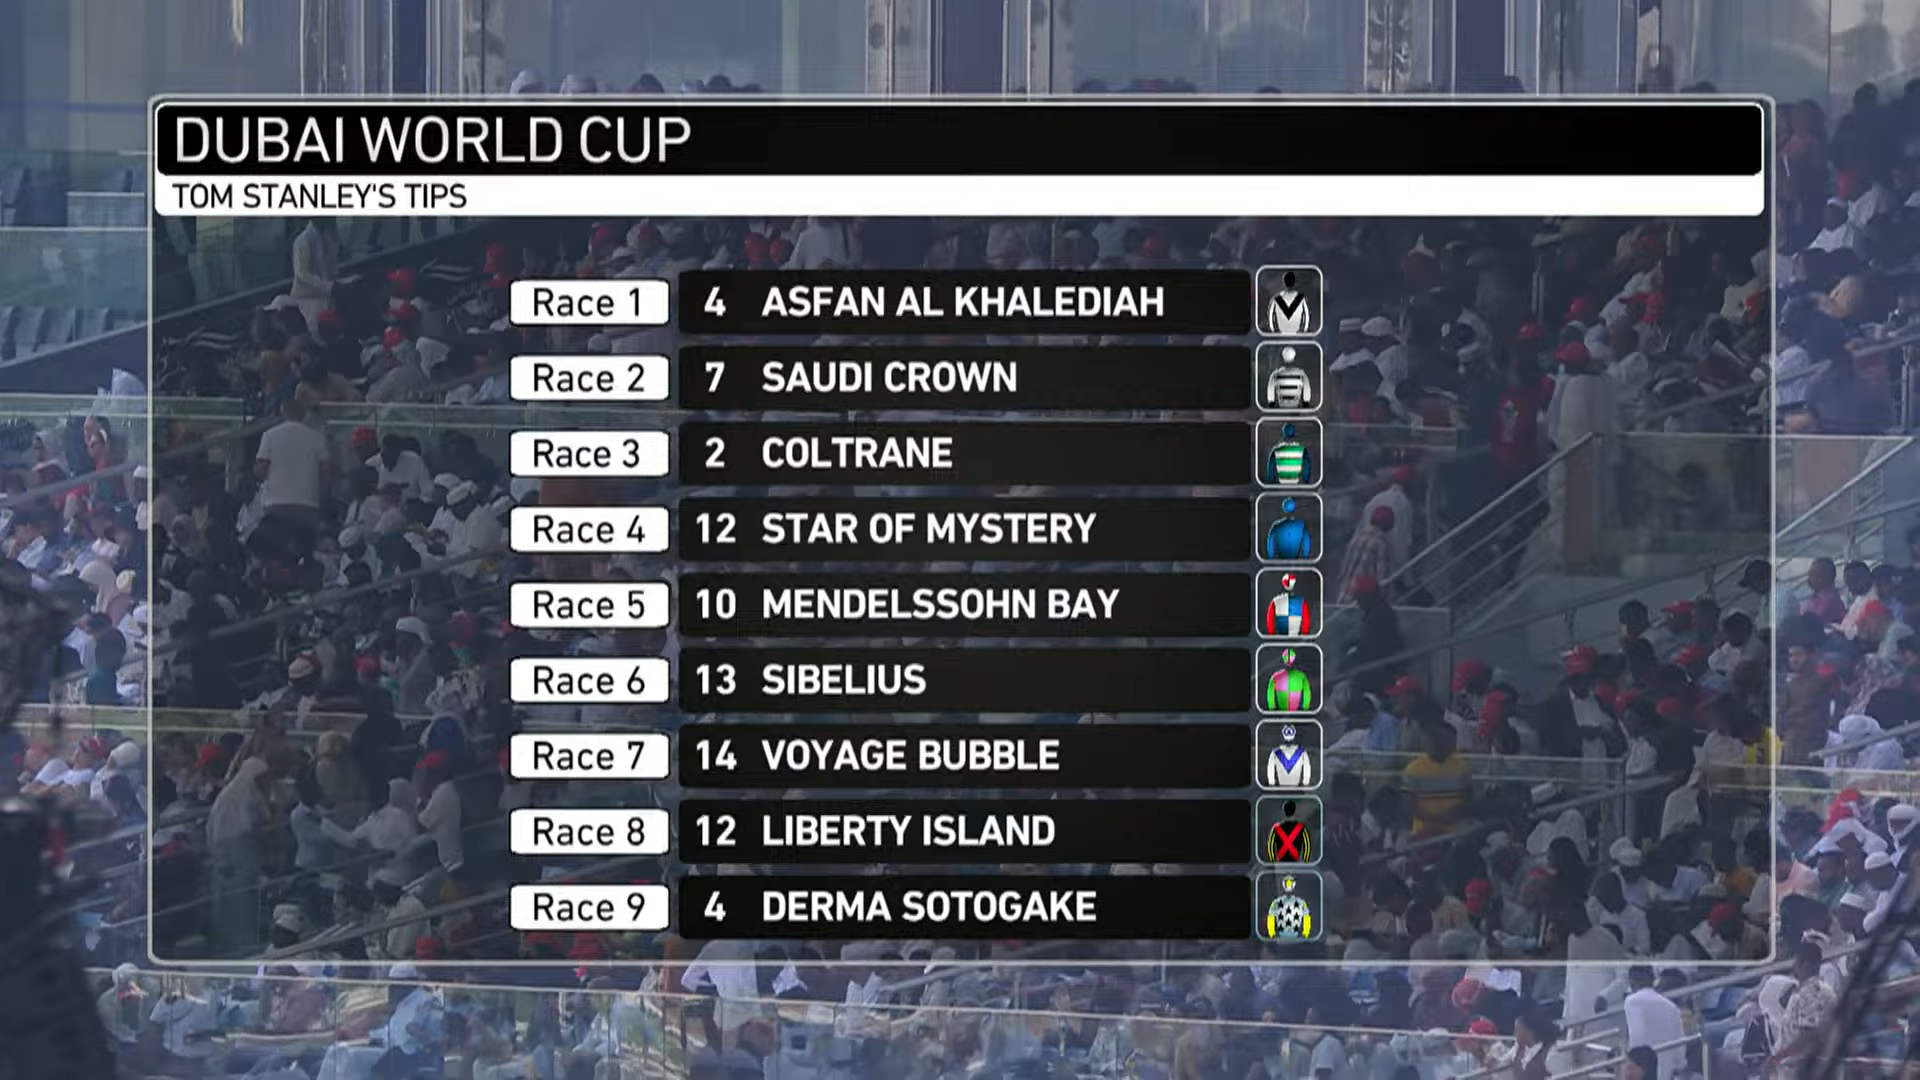 DUBAI WORLD CUP
TOM STANLEY'S TIPS
Race 1 4 ASFAN AL KHALEDIAH
Race 2 7 SAUDI CROWN
Race 3 2 COLTRANE
Race 4 12 STAR OF MYSTERY
Race 5 10 MENDELSSOHN BAY
Race 6 13 SIBELIUS
Race 7 14 VOYAGE BUBBLE
Race 8 12 LIBERTY ISLAND
Race 9 4 DERMA SOTOGAKE